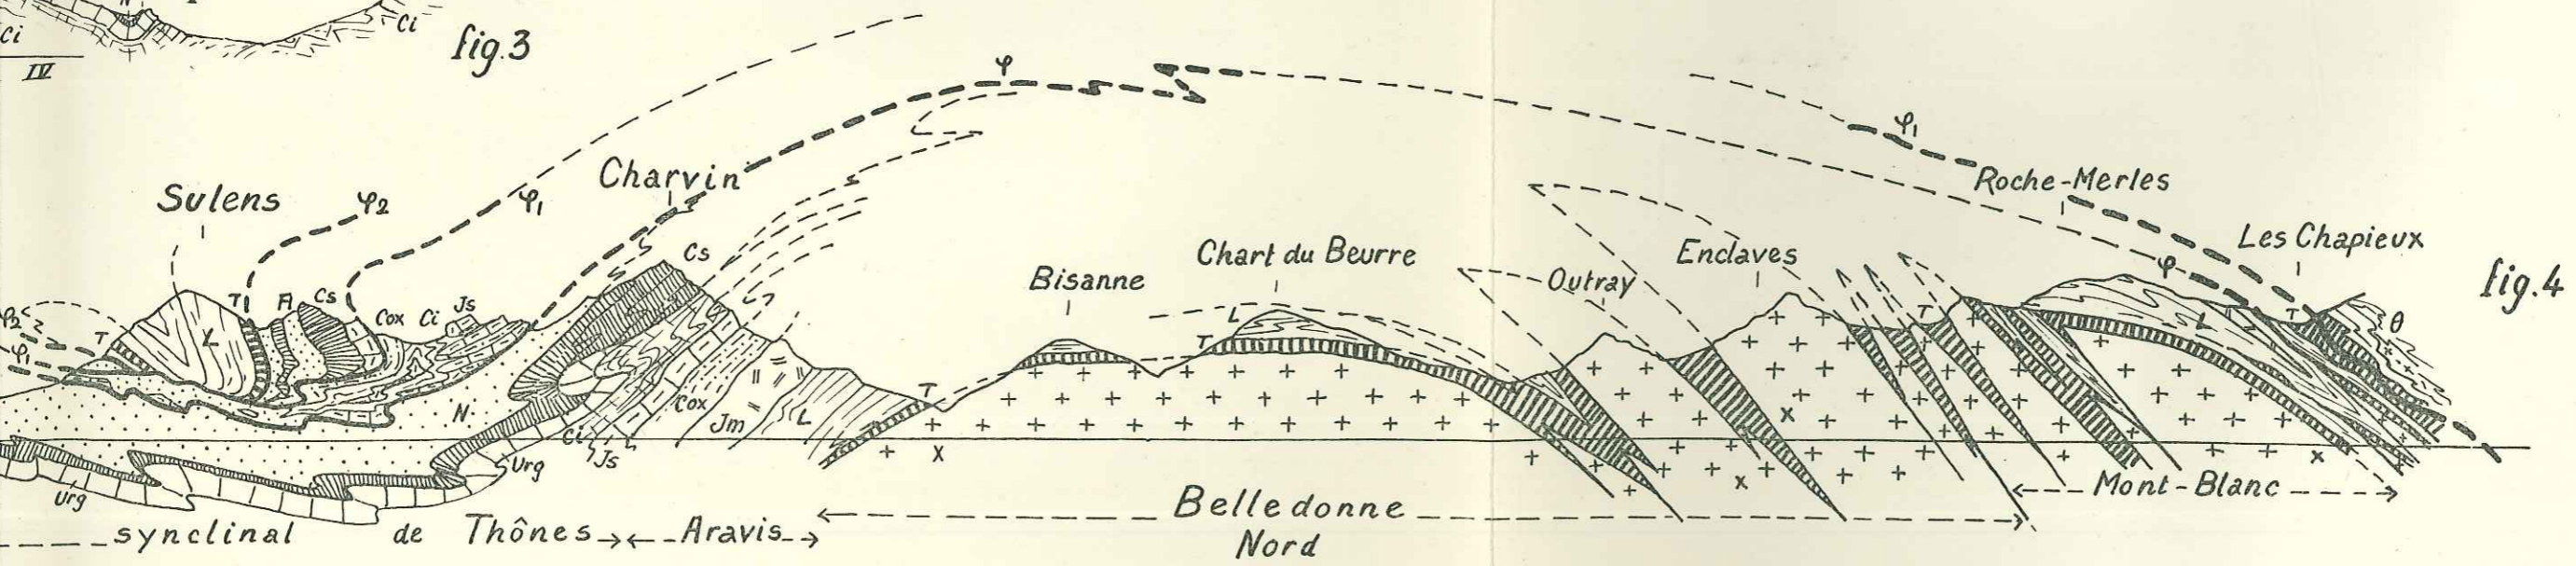 Ci
Ci
fig.3
IV
φ
φ1
Roche-Merles
Charvin
Sulens
φ2
φ1
Les Chapieux
Chart du Beurre
Enclaves
Bisanne
Outray
Cs
φ
fig.4
T
Cs
Cox
Ci
Js
φ2
φ1
T
L
L
T
T
L
T
θ
N
T
Cox
Jm
L
X
X
X
X
Ci
Js
Urg
Urg
Mont-Blanc
Belledonne
Nord
synclinal de Thônes
Aravis